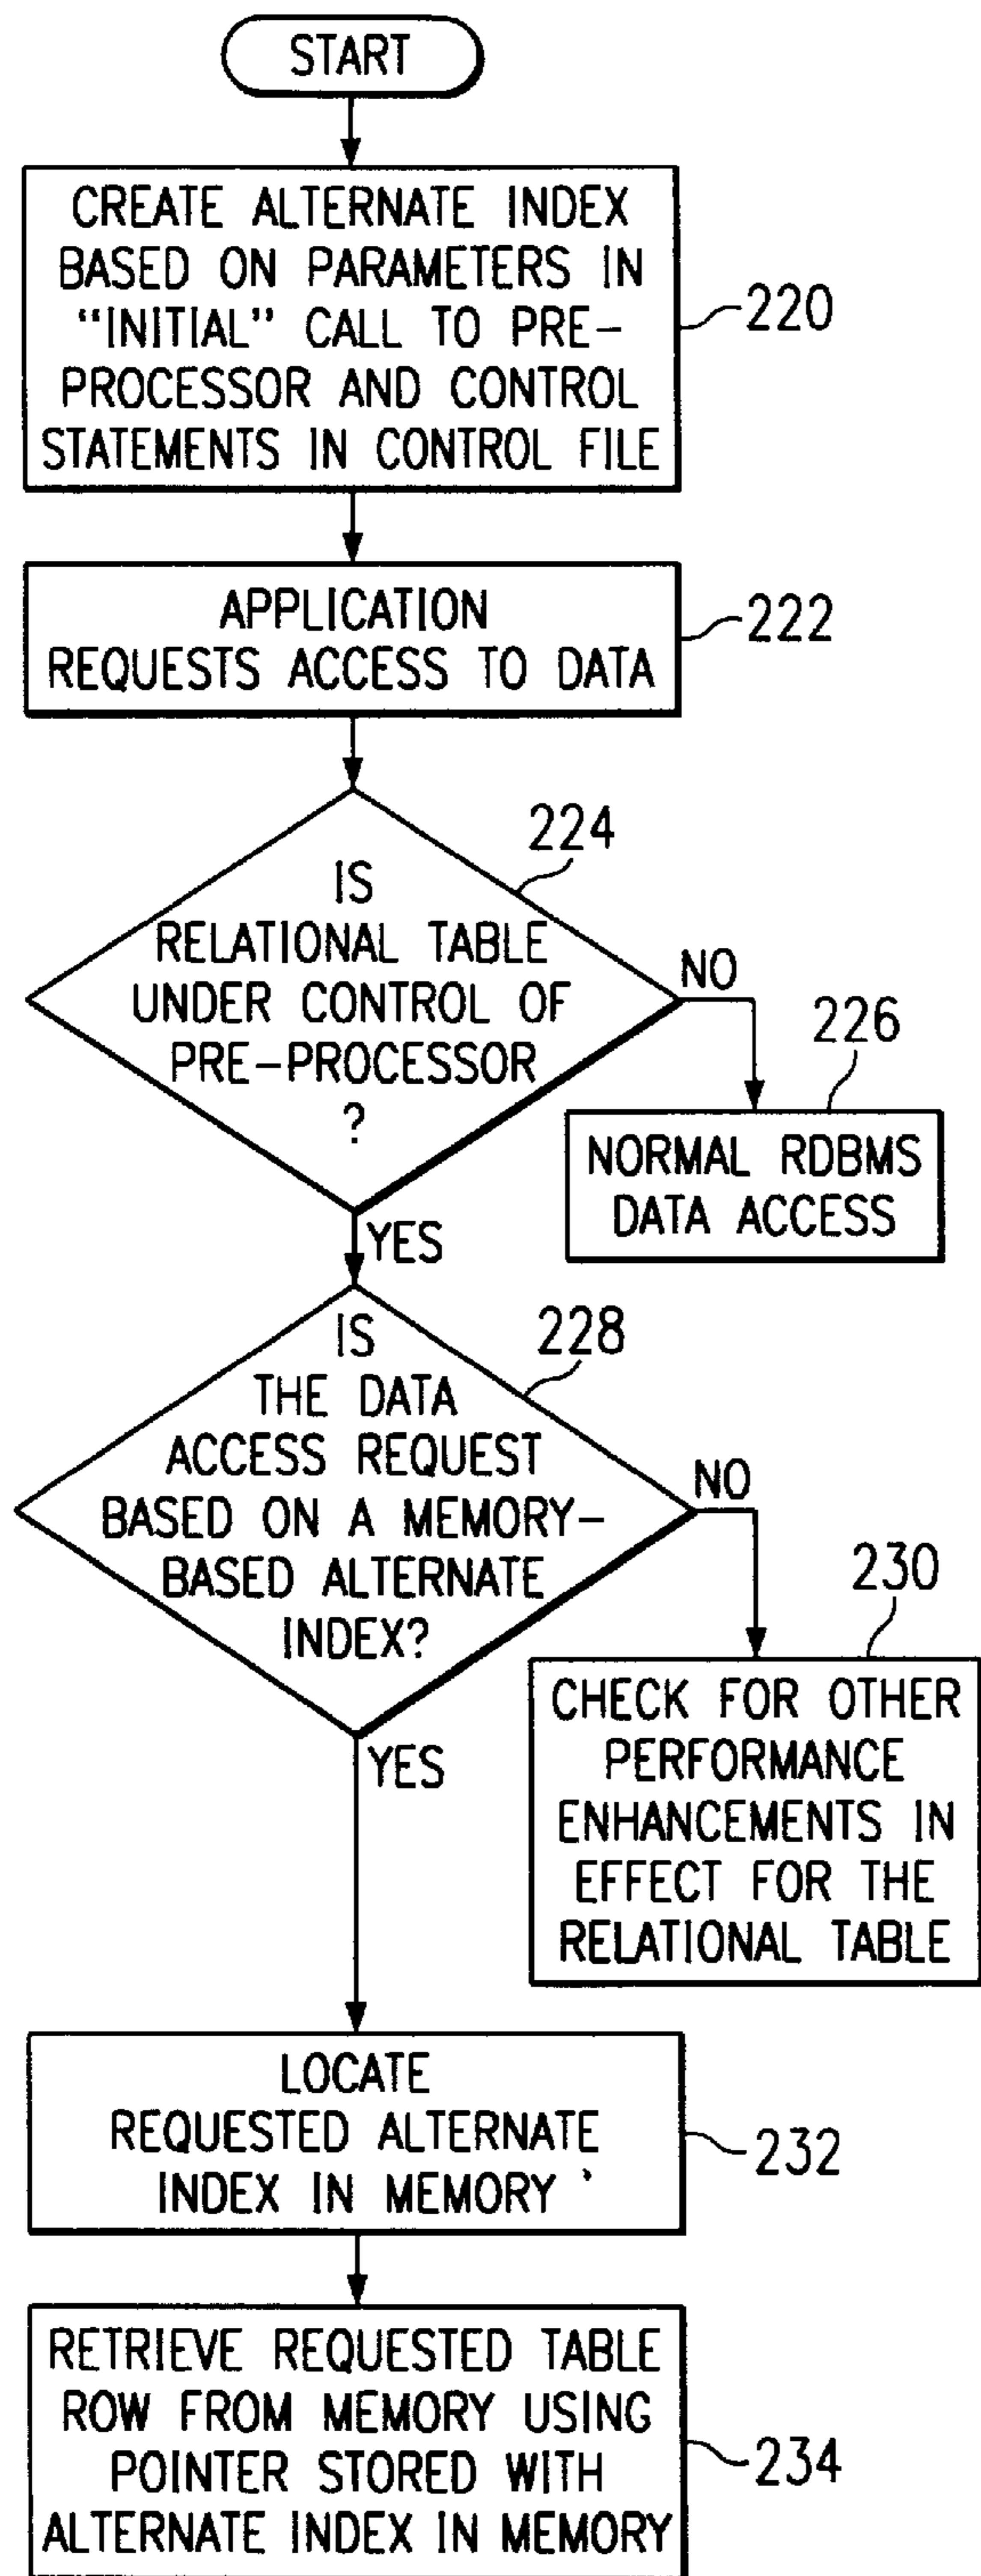 START
CREATE ALTERNATE INDEX
BASED ON PARAMETERS IN
“INITIAL” CALL TO PRE-
PROCESSOR AND CONTROL
STATEMENTS IN CONTROL FILE
220
APPLICATION
REQUESTS ACCESS TO DATA
222
224
IS
RELATIONAL TABLE
UNDER CONTROL OF
PRE-PROCESSOR
?
NO
226
NORMAL RDBMS
DATA ACCESS
YES
228
IS
THE DATA
ACCESS REQUEST
BASED ON A MEMORY-
BASED ALTERNATE
INDEX?
NO
230
CHECK FOR OTHER
PERFORMANCE
ENHANCEMENTS IN
EFFECT FOR THE
RELATIONAL TABLE
YES
LOCATE
REQUESTED ALTERNATE
INDEX IN MEMORY
232
RETRIEVE REQUESTED TABLE
ROW FROM MEMORY USING
POINTER STORED WITH
ALTERNATE INDEX IN MEMORY
234